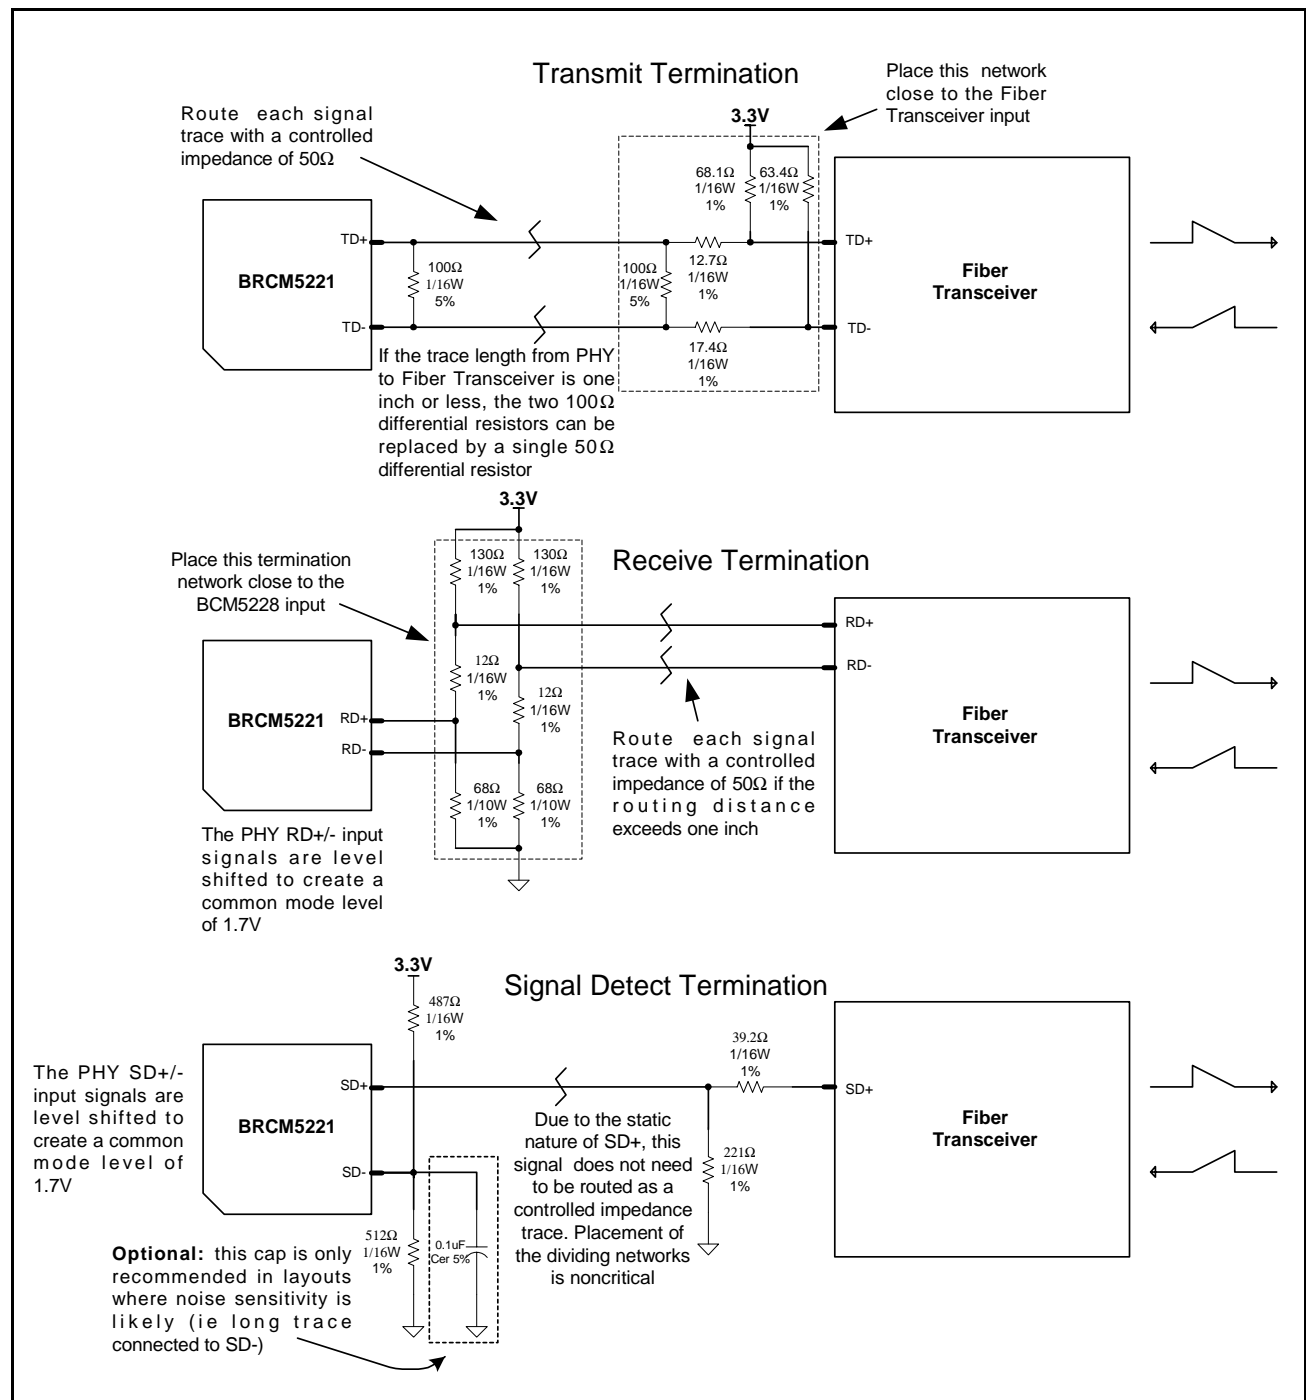 Transmit Termination
Place this network
close to the Fiber
Transceiver input
Route each signal
trace with a controlled
impedance of 50Ω
3.3V
68.1Ω
1/16W
1%
63.4Ω
1/16W
1%
BRCM5221
TD+
TD-
100Ω
1/16W
5%
100Ω
1/16W
5%
12.7Ω
1/16W
1%
17.4Ω
1/16W
1%
TD+
TD-
Fiber
Transceiver
If the trace length from PHY
to Fiber Transceiver is one
inch or less, the two 100Ω
differential resistors can be
replaced by a single 50Ω
differential resistor
3.3V
Receive Termination
Place this termination
network close to the
BCM5228 input
130Ω
1/16W
1%
130Ω
1/16W
1%
12Ω
1/16W
1%
12Ω
1/16W
1%
68Ω
1/10W
1%
68Ω
1/10W
1%
BRCM5221
RD+
RD-
RD+
RD-
Fiber
Transceiver
Route each signal
trace with a controlled
impedance of 50Ω if the
routing distance
exceeds one inch
The PHY RD+/- input
signals are level
shifted to create a
common mode level
of 1.7V
3.3V
Signal Detect Termination
487Ω
1/16W
1%
39.2Ω
1/16W
1%
The PHY SD+/-
input signals are
level shifted to
create a common
mode level of
1.7V
BRCM5221
SD+
SD-
SD+
Fiber
Transceiver
Due to the static
nature of SD+, this
signal does not need
to be routed as a
controlled impedance
trace. Placement of
the dividing networks
is noncritical
221Ω
1/16W
1%
512Ω
1/16W
1%
0.1uF
Cer 5%
Optional: this cap is only
recommended in layouts
where noise sensitivity is
likely (ie long trace
connected to SD-)